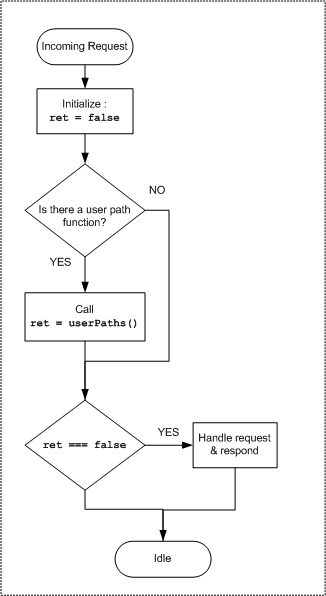 Incoming Request
Initialize :
ret = false
Is there a user path
function?
NO
YES
Call
ret = userPaths()
ret === false
YES
Handle request
& respond
Idle